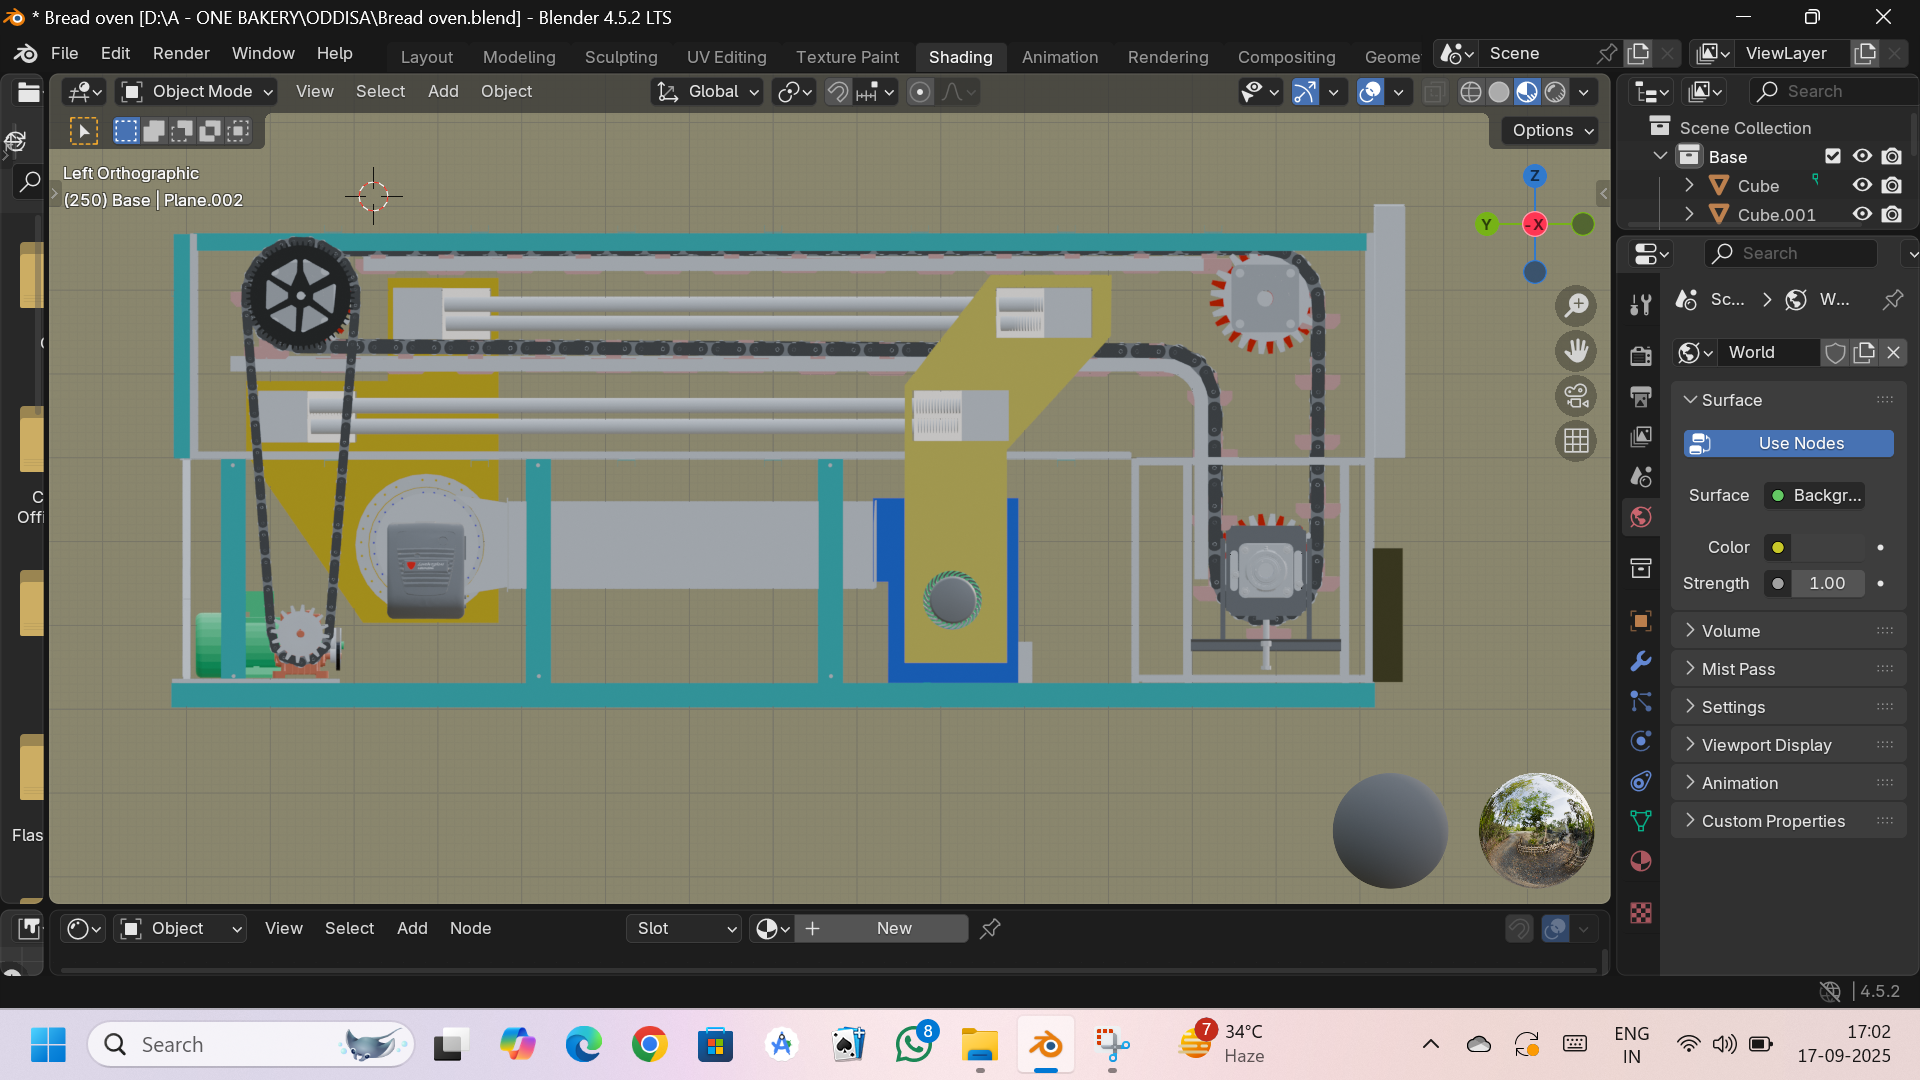 * Bread oven [D:\A - ONE BAKERY\ODDISA\Bread oven.blend] - Blender 4.5.2 LTS
File Edit Render Window Help
Layout Modeling Sculpting UV Editing Texture Paint Shading Animation Rendering Compositing Geome
Scene
ViewLayer
Object Mode View Select Add Object
Global
Search
Options
Scene Collection
Base
Cube
Cube.001
Left Orthographic
(250) Base | Plane.002
Z
Y
-X
Search
Sc... W...
World
Surface
Use Nodes
Surface Backgr...
Color
Strength 1.00
Volume
Mist Pass
Settings
Viewport Display
Animation
Custom Properties
C
Offi
Flas
Object View Select Add Node
Slot
New
4.5.2
Search
8
7
34°C
Haze
ENG
IN
17:02
17-09-2025